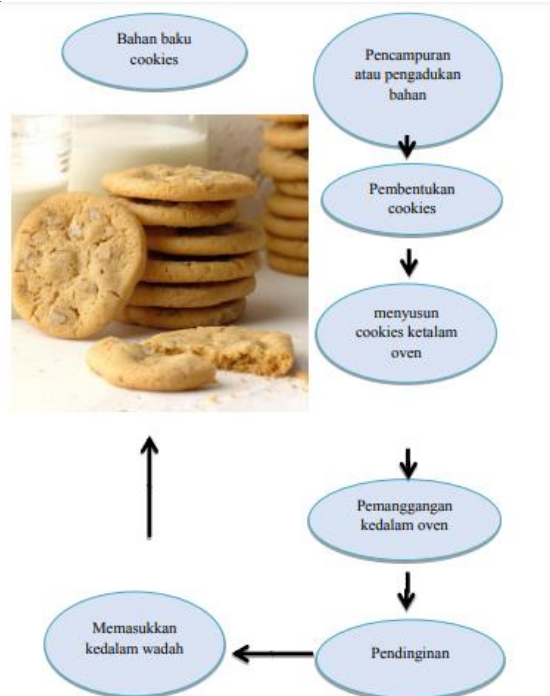 Bahan baku
cookies
Pencampuran
atau pengadukan
bahan
Pembentukan
cookies
menyusun
cookies ketalam
oven
Pemanggangan
kedalam oven
Pendinginan
Memasukkan
kedalam wadah